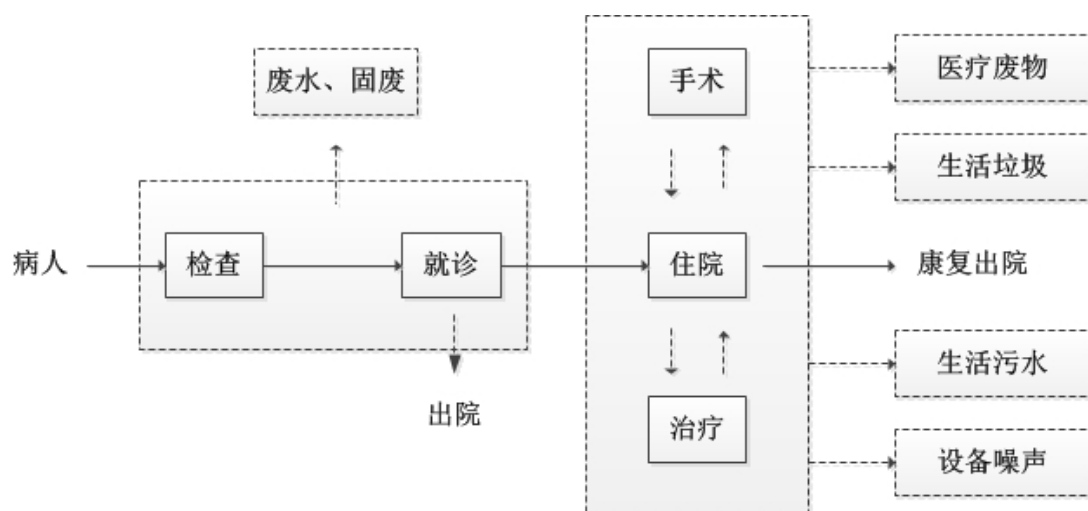 废水、固废
手术
医疗废物
生活垃圾
病人
检查
就诊
住院
康复出院
出院
治疗
生活污水
设备噪声